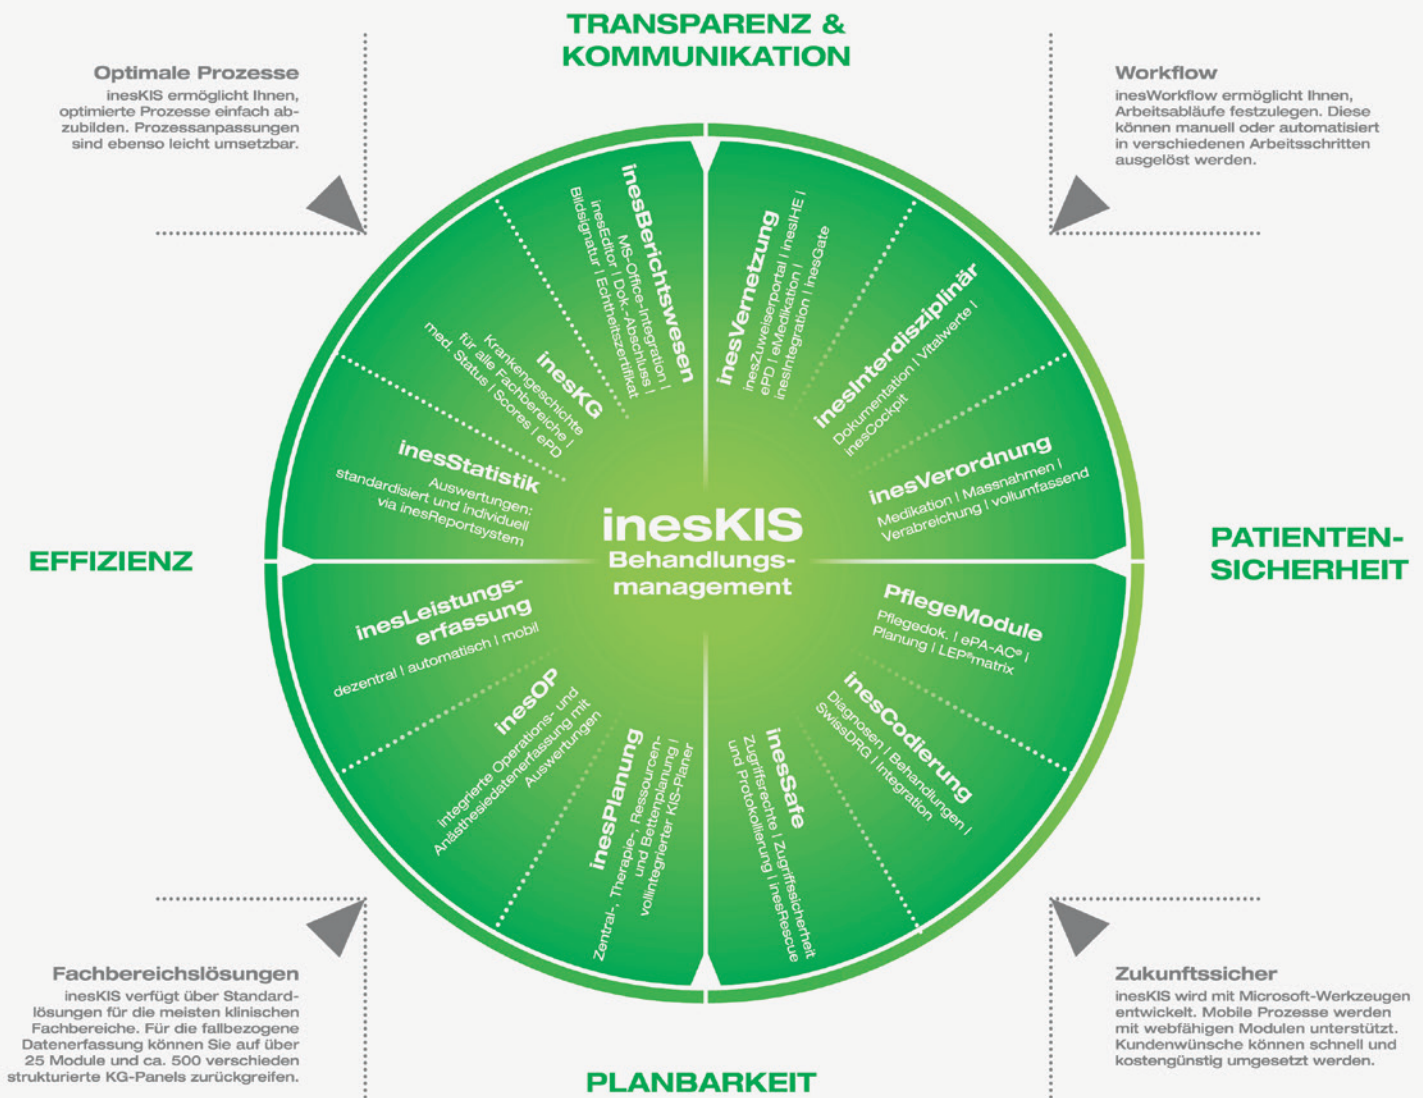 TRANSPARENZ &
KOMMUNIKATION
Optimale Prozesse
inesKIS ermöglicht Ihnen,
optimierte Prozesse einfach ab-
zubilden. Prozessanpassungen
sind ebenso leicht umsetzbar.
Workflow
inesWorkflow ermöglicht Ihnen,
Arbeitsabläufe festzulegen. Diese
können manuell oder automatisiert
in verschiedenen Arbeitsschritten
ausgelöst werden.
inesBerichtswesen
MS-Office-Integration |
inesEditor | Dok.-Abschluss |
Bildsignatur | Echtheitszertifikat
inesVernetzung
inesZuweiserportal | inesIHE |
ePD | eMedikation |
inesIntegration | inesGate
inesInterdisziplinär
Dokumentation | Vitalwerte |
inesCockpit
inesKG
Krankengeschichte
für alle Fachbereiche |
med. Status | Scores | ePD
inesStatistik
Auswertungen:
standardisiert und individuell
via inesReportsystem
inesVerordnung
Medikation | Massnahmen |
Verabreichung | vollumfassend
inesKIS
Behandlungs-
management
EFFIZIENZ
PATIENTEN-
SICHERHEIT
inesLeistungs-
erfassung
dezentral | automatisch | mobil
PflegeModule
Pflegedok. | ePA-AC® |
Planung | LEP®matrix
inesOP
integrierte Operations- und
Anästhesiedatenerfassung mit
Auswertungen
inesCodierung
Diagnosen | Behandlungen |
SwissDRG | Integration
inesPlanung
Zentral-, Therapie-, Ressourcen-
und Bettenplanung |
vollintegrierter KIS-Planer
inesSafe
Zugriffsrechte | Zugriffssicherheit
und Protokollierung | inesRescue
Fachbereichslösungen
inesKIS verfügt über Standard-
lösungen für die meisten klinischen
Fachbereiche. Für die fallbezogene
Datenerfassung können Sie auf über
25 Module und ca. 500 verschieden
strukturierte KG-Panels zurückgreifen.
Zukunftssicher
inesKIS wird mit Microsoft-Werkzeugen
entwickelt. Mobile Prozesse werden
mit webfähigen Modulen unterstützt.
Kundenwünsche können schnell und
kostengünstig umgesetzt werden.
PLANBARKEIT